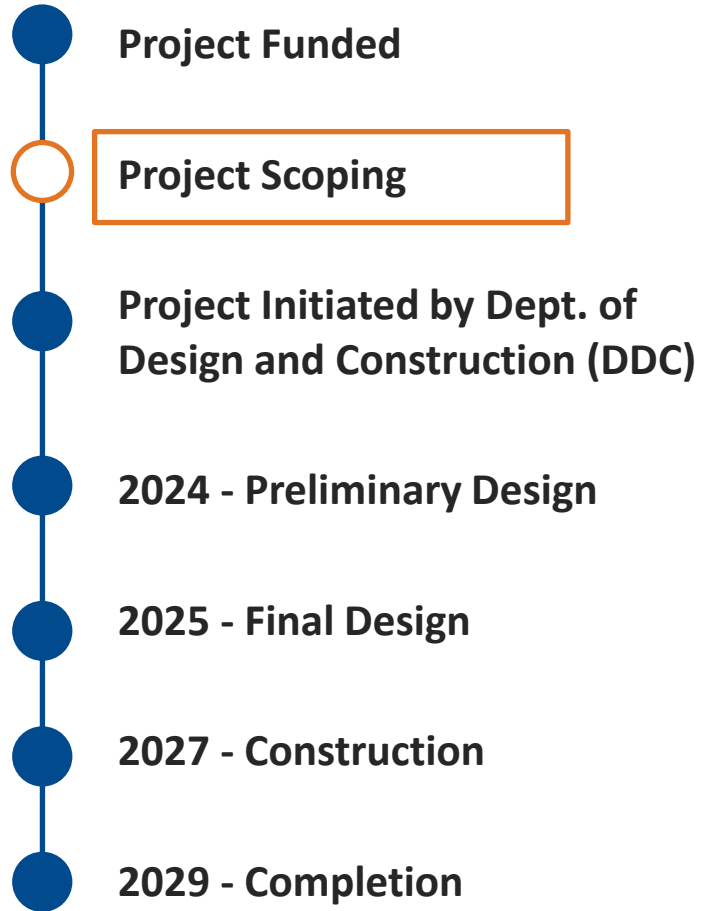 Project Funded
Project Scoping
Project Initiated by Dept. of
Design and Construction (DDC)
2024 - Preliminary Design
2025 - Final Design
2027 - Construction
2029 - Completion